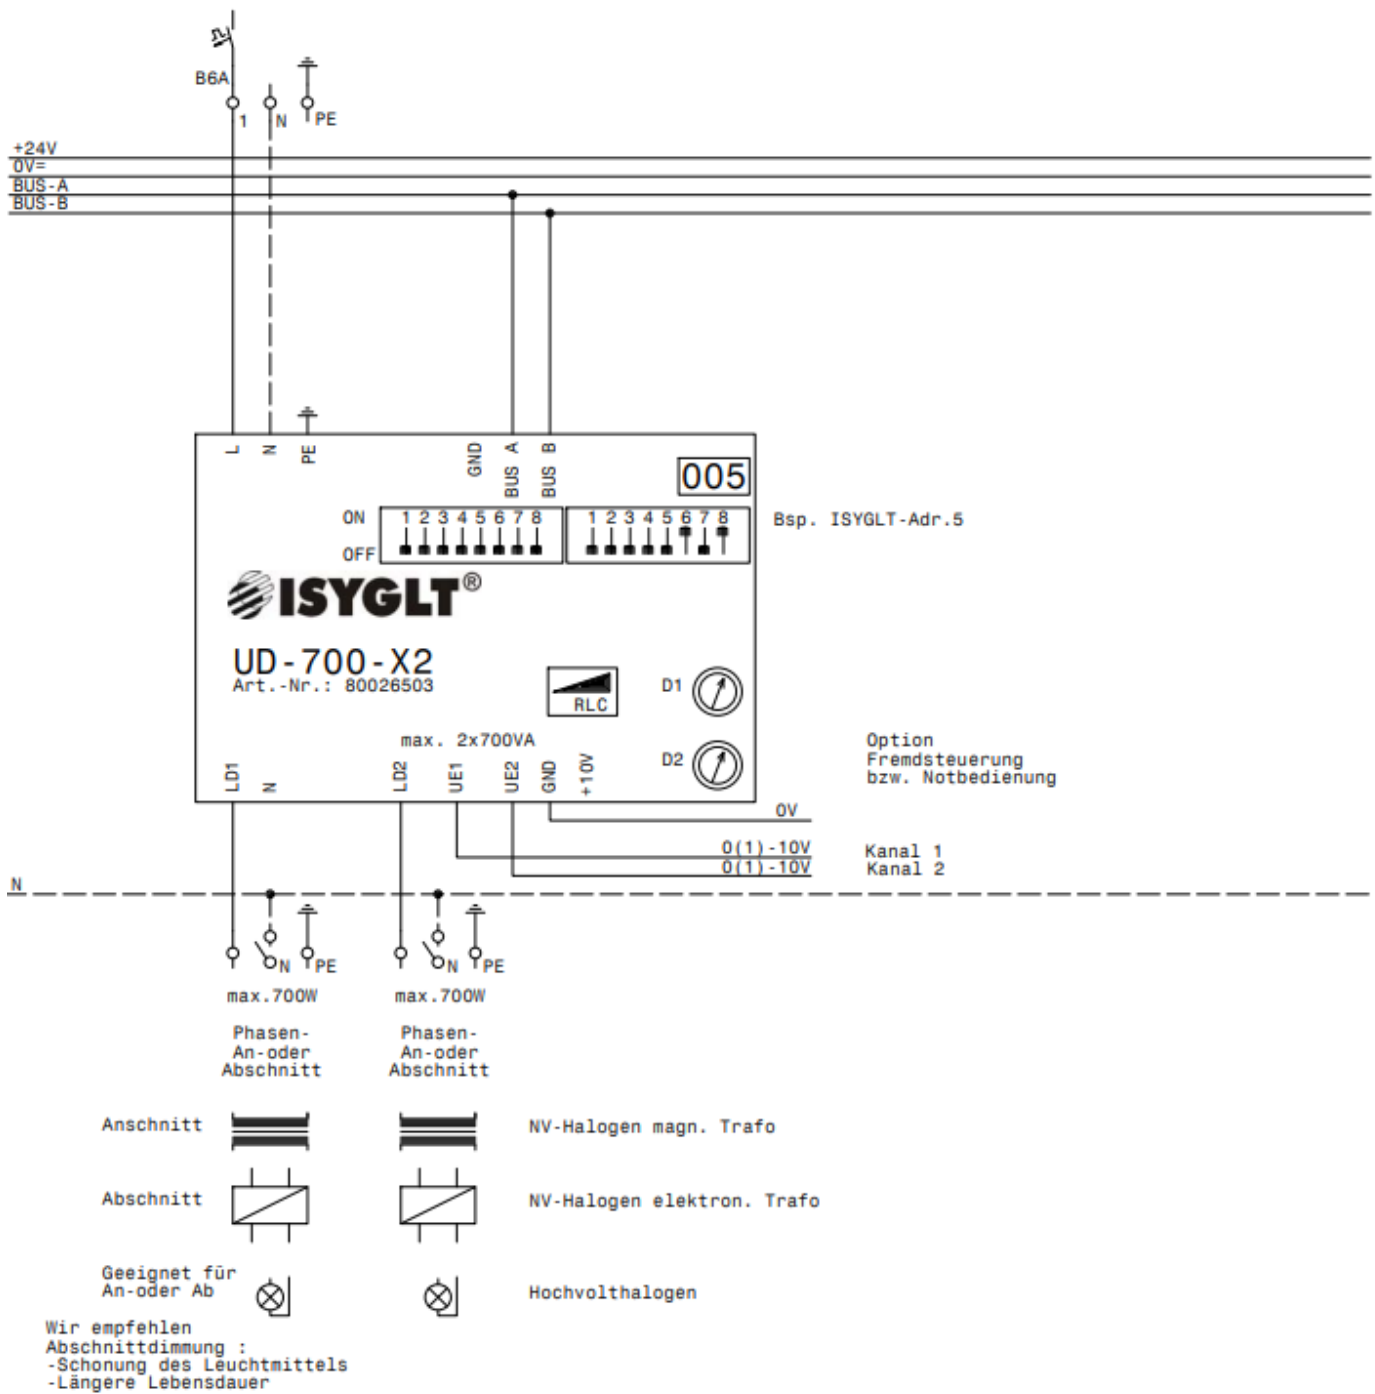 B6A
1
N
PE
+24V
0V=
BUS-A
BUS-B
L
N
PE
GND
BUS A
BUS B
005
ON
1 2 3 4 5 6 7 8
1 2 3 4 5 6 7 8
Bsp. ISYGLT-Adr.5
OFF
ISYGLT®
UD-700-X2
Art.-Nr.: 80026503
RLC
D1
max. 2x700VA
D2
Option
Fremdsteuerung
bzw. Notbedienung
LD1
N
LD2
UE1
UE2
GND
+10V
0V
0(1)-10V Kanal 1
0(1)-10V Kanal 2
N
N
PE
N
PE
max.700W
max.700W
Phasen-
An-oder
Abschnitt
Phasen-
An-oder
Abschnitt
Anschnitt
NV-Halogen magn. Trafo
Abschnitt
NV-Halogen elektron. Trafo
Geeignet für
An-oder Ab
Hochvolthalogen
Wir empfehlen
Abschnittdimmung :
-Schonung des Leuchtmittels
-Längere Lebensdauer